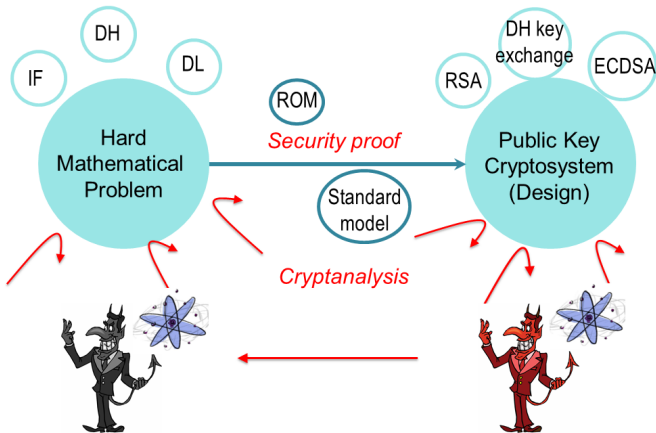 DH
IF
DL
Hard
Mathematical
Problem
ROM
Security proof
Standard
model
Cryptanalysis
DH key
exchange
RSA
ECDSA
Public Key
Cryptosystem
(Design)